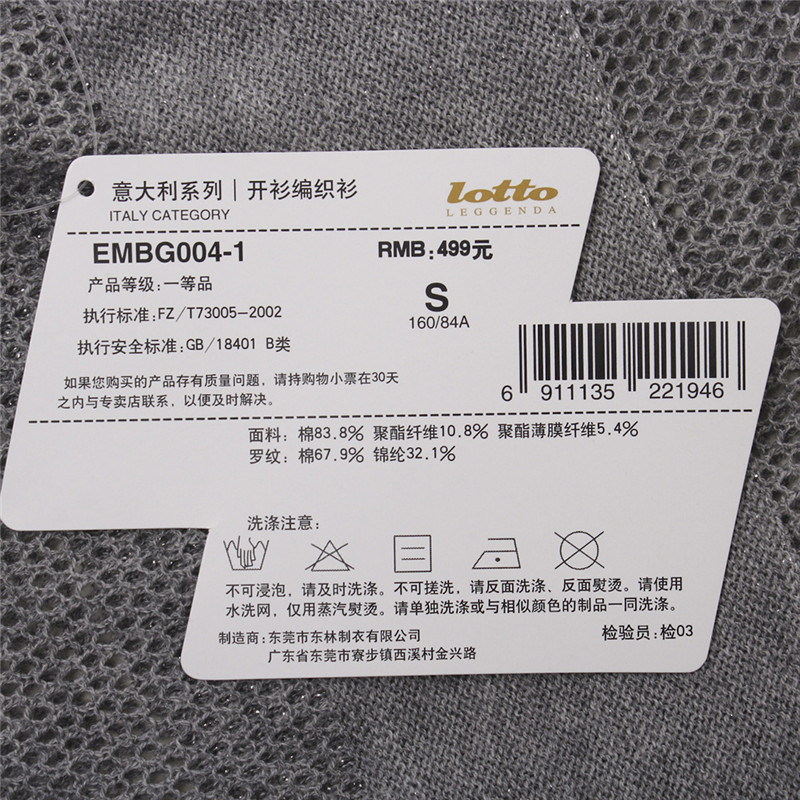 意大利系列｜开衫编织衫
ITALY CATEGORY
lotto
LEGGENDA
EMBG004-1
RMB:499元
产品等级:一等品
执行标准:FZ/T73005-2002
执行安全标准:GB/18401 B类
S
160/84A
如果您购买的产品存有质量问题，请持购物小票在30天
之内与专卖店联系，以便及时解决。
6 911135 221946
面料：棉83.8% 聚酯纤维10.8% 聚酯薄膜纤维5.4%
罗纹：棉67.9% 锦纶32.1%
洗涤注意：
不可浸泡，请及时洗涤。不可搓洗，请反面洗涤、反面熨烫。请使用
水洗网，仅用蒸汽熨烫。请单独洗涤或与相似颜色的制品一同洗涤。
制造商:东莞市东林制衣有限公司
广东省东莞市寮步镇西溪村金兴路
检验员:检03